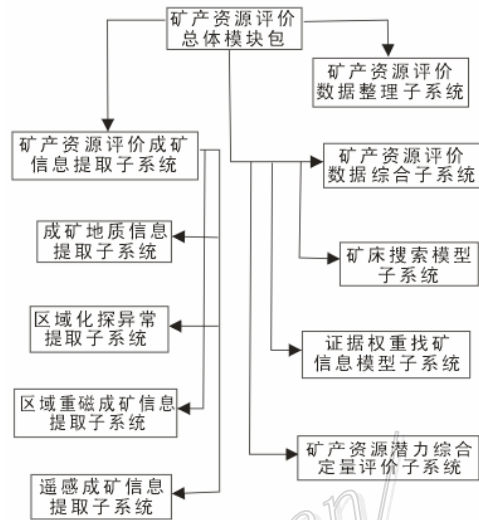 矿产资源评价
总体模块包
矿产资源评价
数据整理子系统
矿产资源评价成矿
信息提取子系统
矿产资源评价
数据综合子系统
成矿地质信息
提取子系统
矿床搜索模型
子系统
区域化探异常
提取子系统
证据权重找矿
信息模型子系统
区域重磁成矿信息
提取子系统
矿产资源潜力综合
定量评价子系统
遥感成矿信息
提取子系统